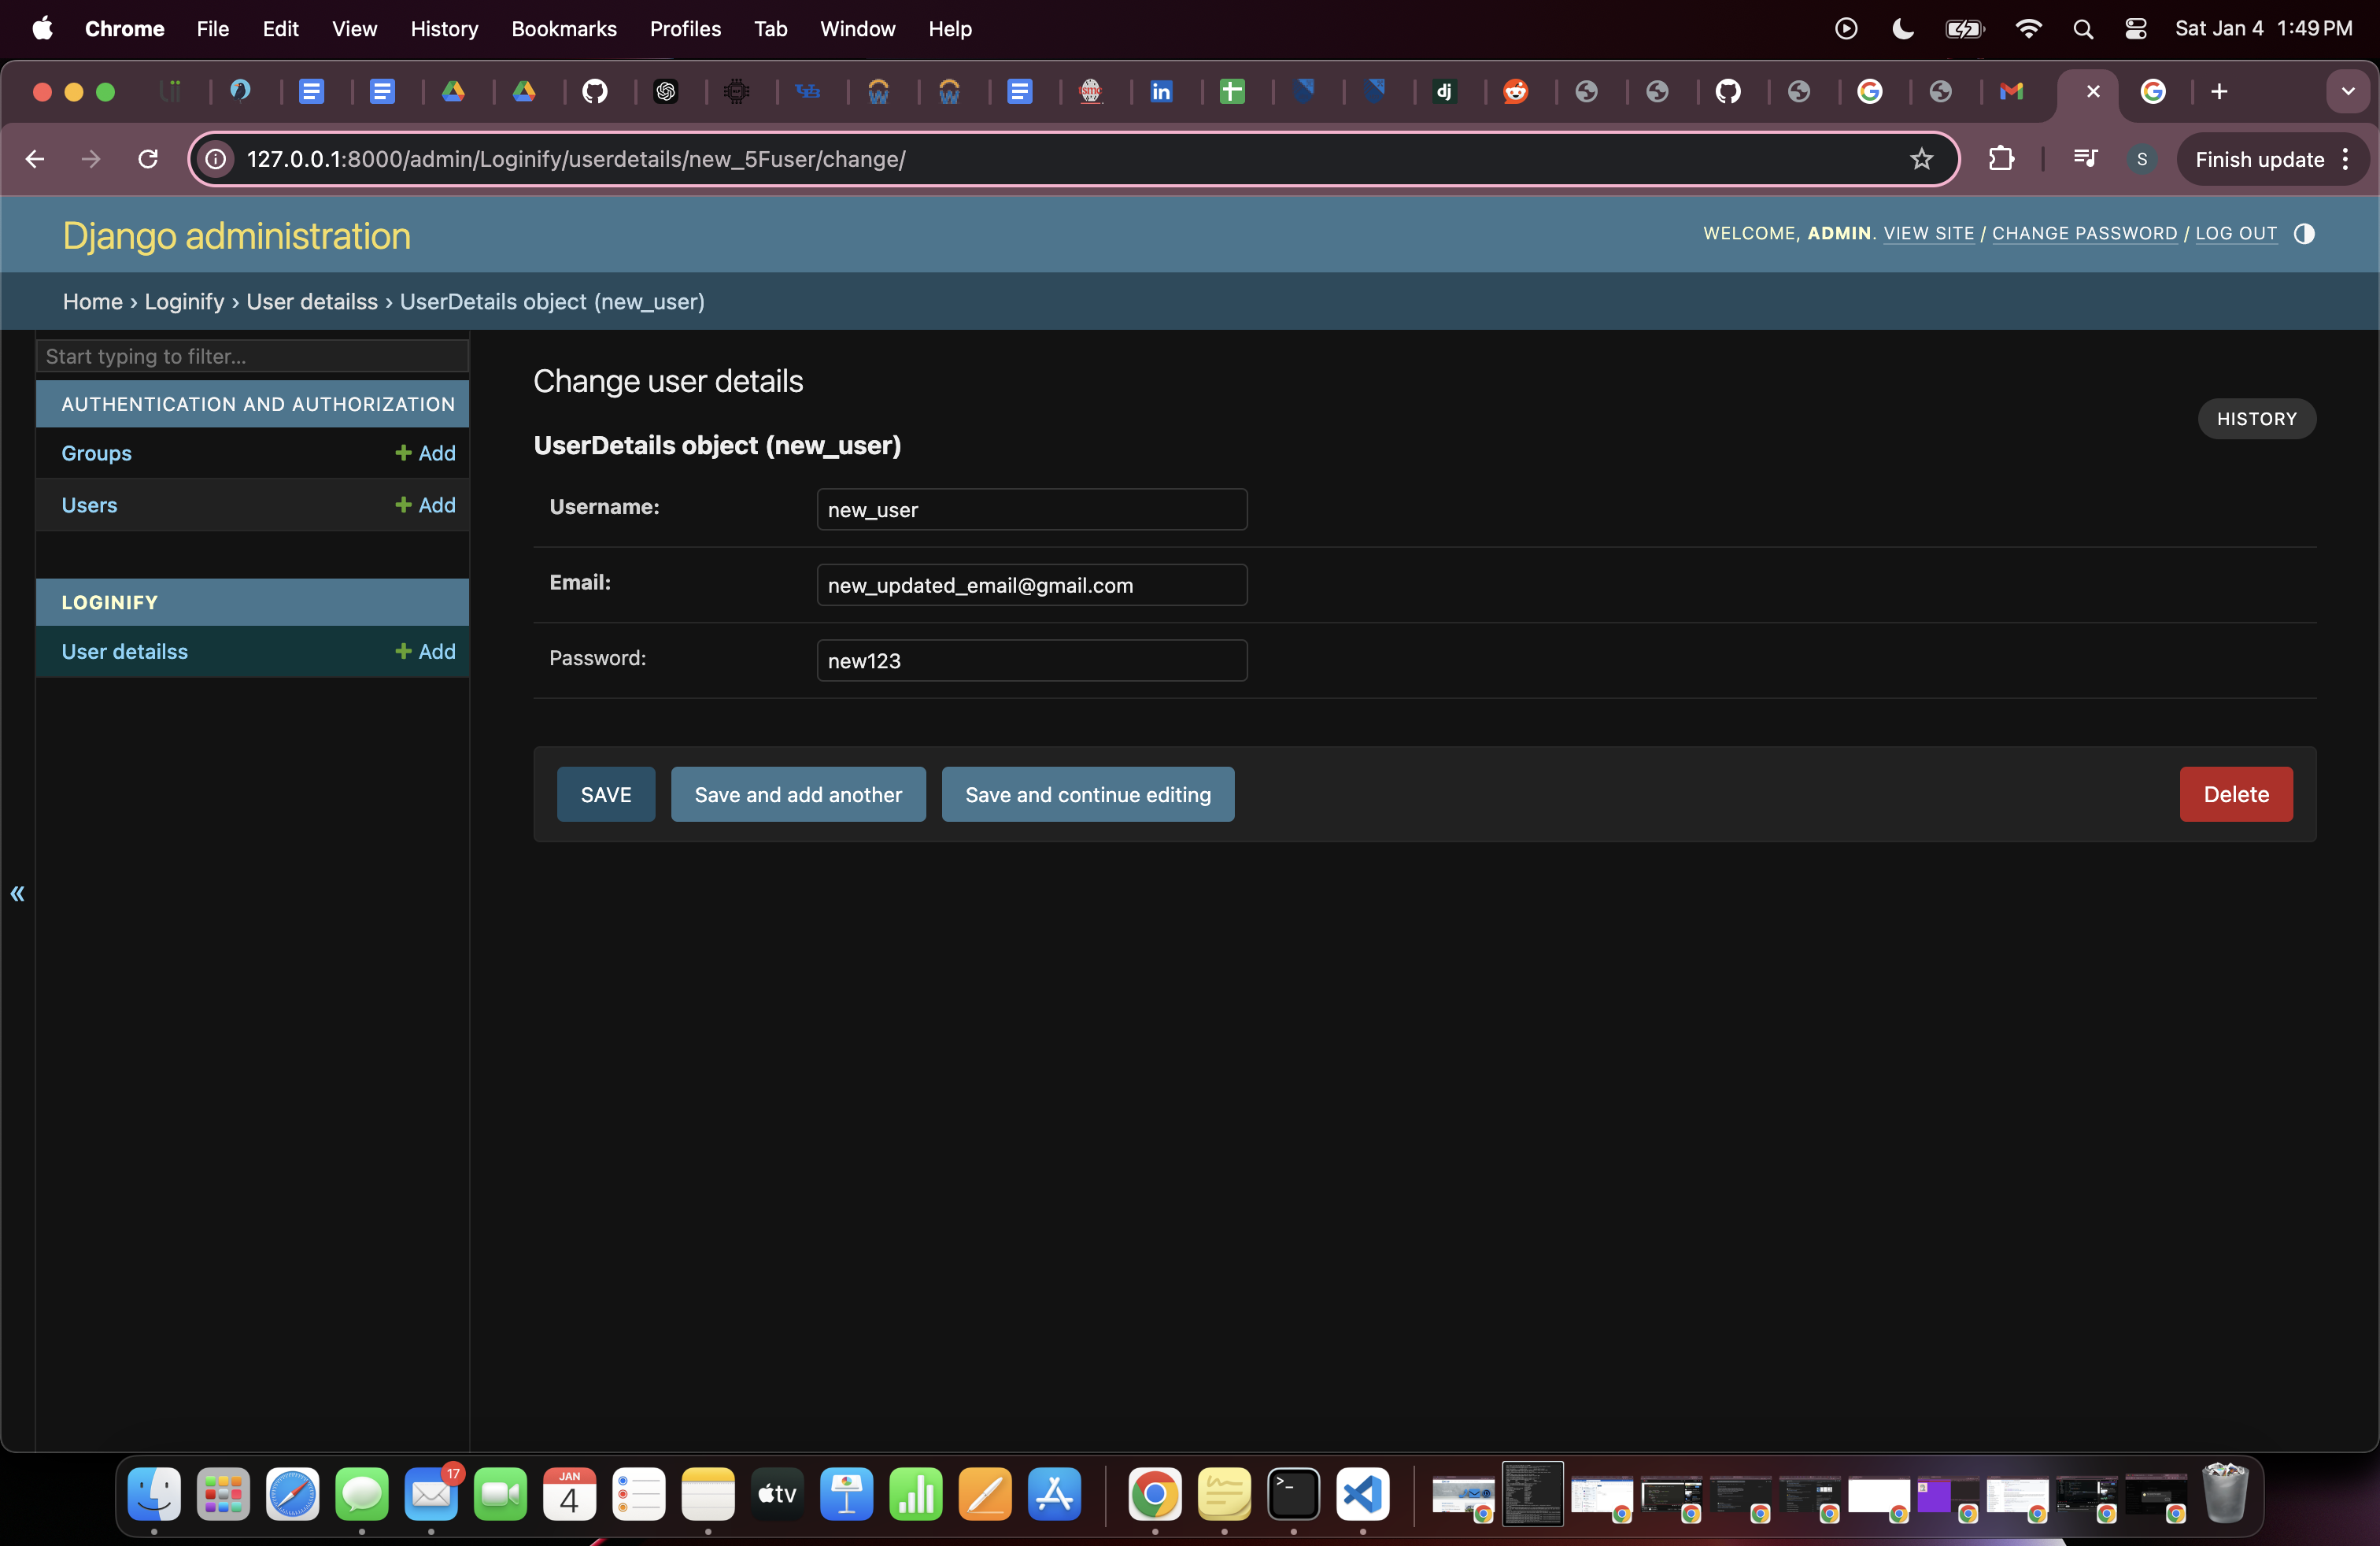 Chrome File Edit View History Bookmarks Profiles Tab Window Help Sat Jan 4 1:49 PM
tsmc in dj
127.0.0.1:8000/admin/Loginify/userdetails/new_5Fuser/change/ S Finish update
Django administration
WELCOME, ADMIN. VIEW SITE / CHANGE PASSWORD / LOG OUT
Home › Loginify › User detailss › UserDetails object (new_user)
Start typing to filter...
AUTHENTICATION AND AUTHORIZATION
Groups + Add
Users + Add
LOGINIFY
User detailss + Add
«
Change user details
HISTORY
UserDetails object (new_user)
Username: new_user
Email: new_updated_email@gmail.com
Password: new123
SAVE Save and add another Save and continue editing Delete
17
JAN
4
tv
>-